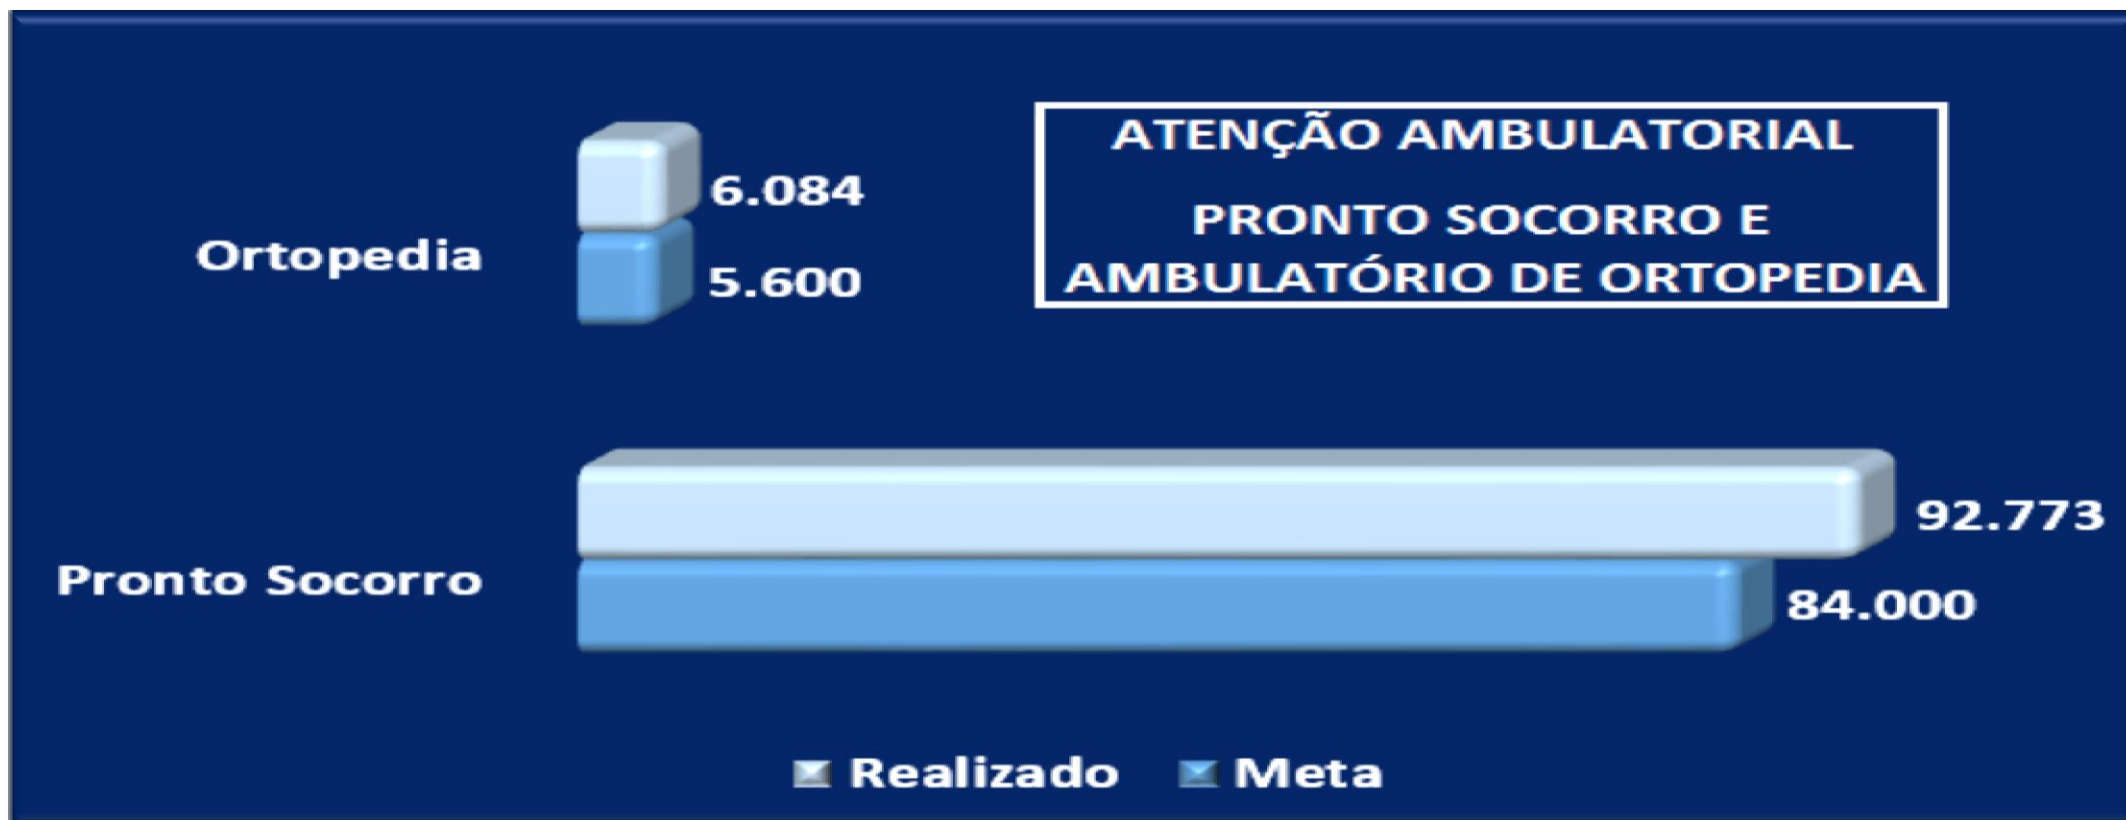 ATENÇÃO AMBULATORIAL
PRONTO SOCORRO E
AMBULATÓRIO DE ORTOPEDIA
6.084
Ortopedia
5.600
92.773
Pronto Socorro
84.000
Realizado Meta